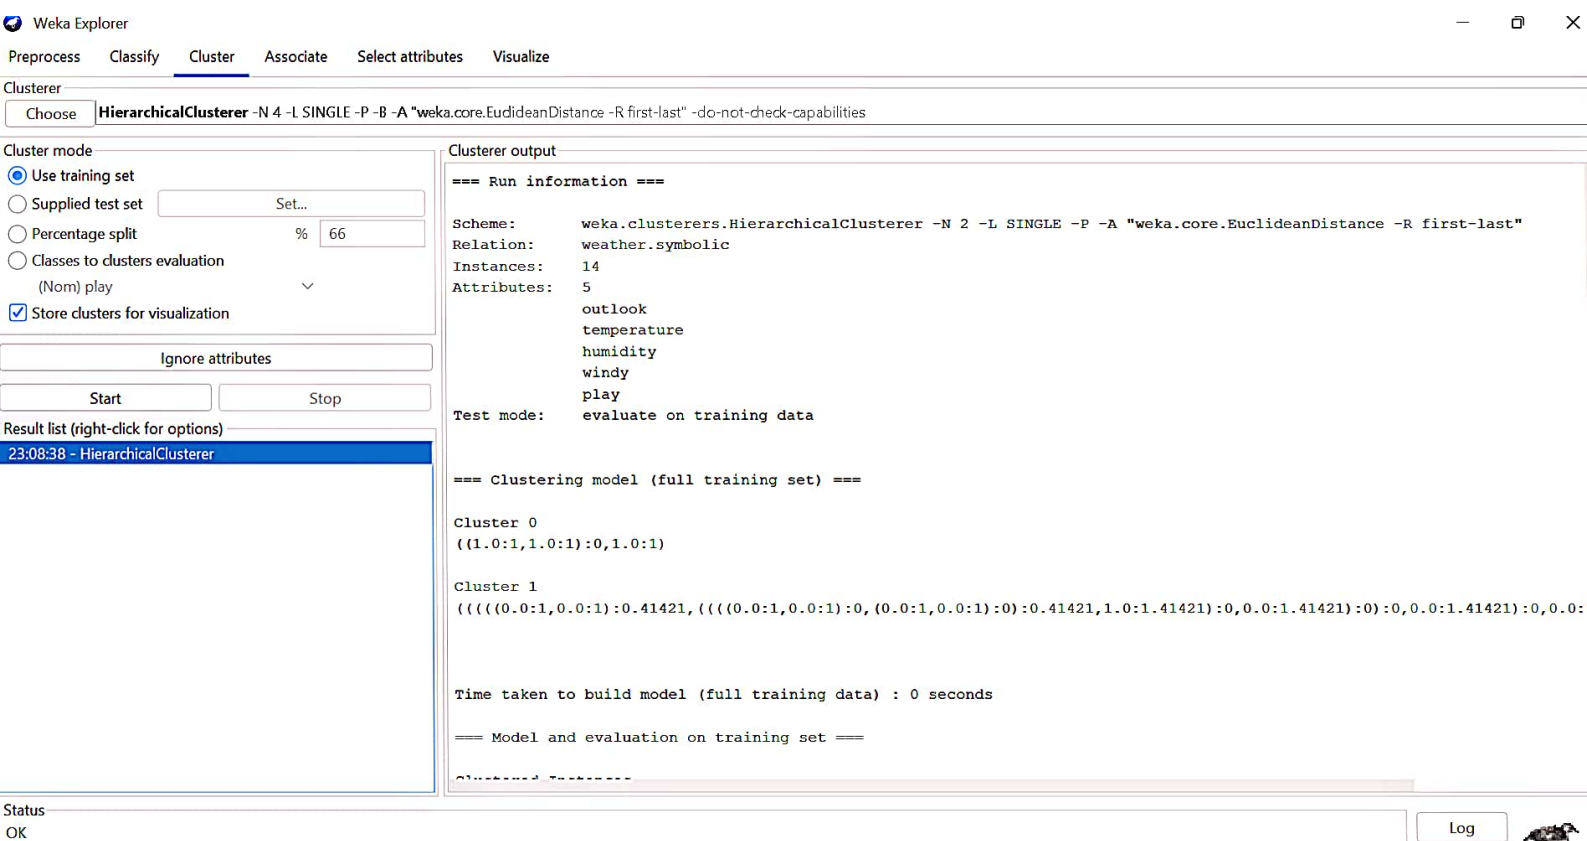 Weka Explorer
Preprocess Classify Cluster Associate Select attributes Visualize
Clusterer
Choose HierarchicalClusterer -N 4 -L SINGLE -P -B -A "weka.core.EuclideanDistance -R first-last" -do-not-check-capabilities
Cluster mode
Use training set
Supplied test set Set...
Percentage split % 66
Classes to clusters evaluation
(Nom) play
Store clusters for visualization
Ignore attributes
Start Stop
Result list (right-click for options)
23:08:38 - HierarchicalClusterer
Clusterer output
=== Run information ===
Scheme: weka.clusterers.HierarchicalClusterer -N 2 -L SINGLE -P -A "weka.core.EuclideanDistance -R first-last"
Relation: weather.symbolic
Instances: 14
Attributes: 5
outlook
temperature
humidity
windy
play
Test mode: evaluate on training data
=== Clustering model (full training set) ===
Cluster 0
((1.0:1,1.0:1):0,1.0:1)
Cluster 1
(((((0.0:1,0.0:1):0.41421,((((0.0:1,0.0:1):0,(0.0:1,0.0:1):0):0.41421,1.0:1.41421):0,0.0:1.41421):0):0,0.0:1.41421):0,0.0:
Time taken to build model (full training data) : 0 seconds
=== Model and evaluation on training set ===
Clustered Instances
Status
OK
Log